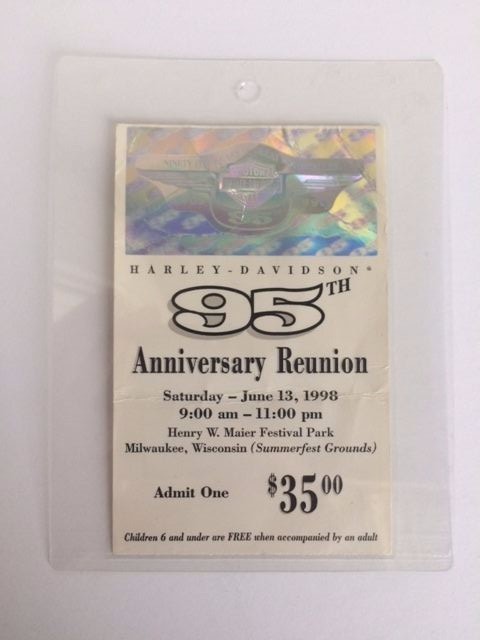 HARLEY-DAVIDSON®
95TH
Anniversary Reunion
Saturday – June 13, 1998
9:00 am – 11:00 pm
Henry W. Maier Festival Park
Milwaukee, Wisconsin (Summerfest Grounds)
Admit One $35 00
Children 6 and under are FREE when accompanied by an adult